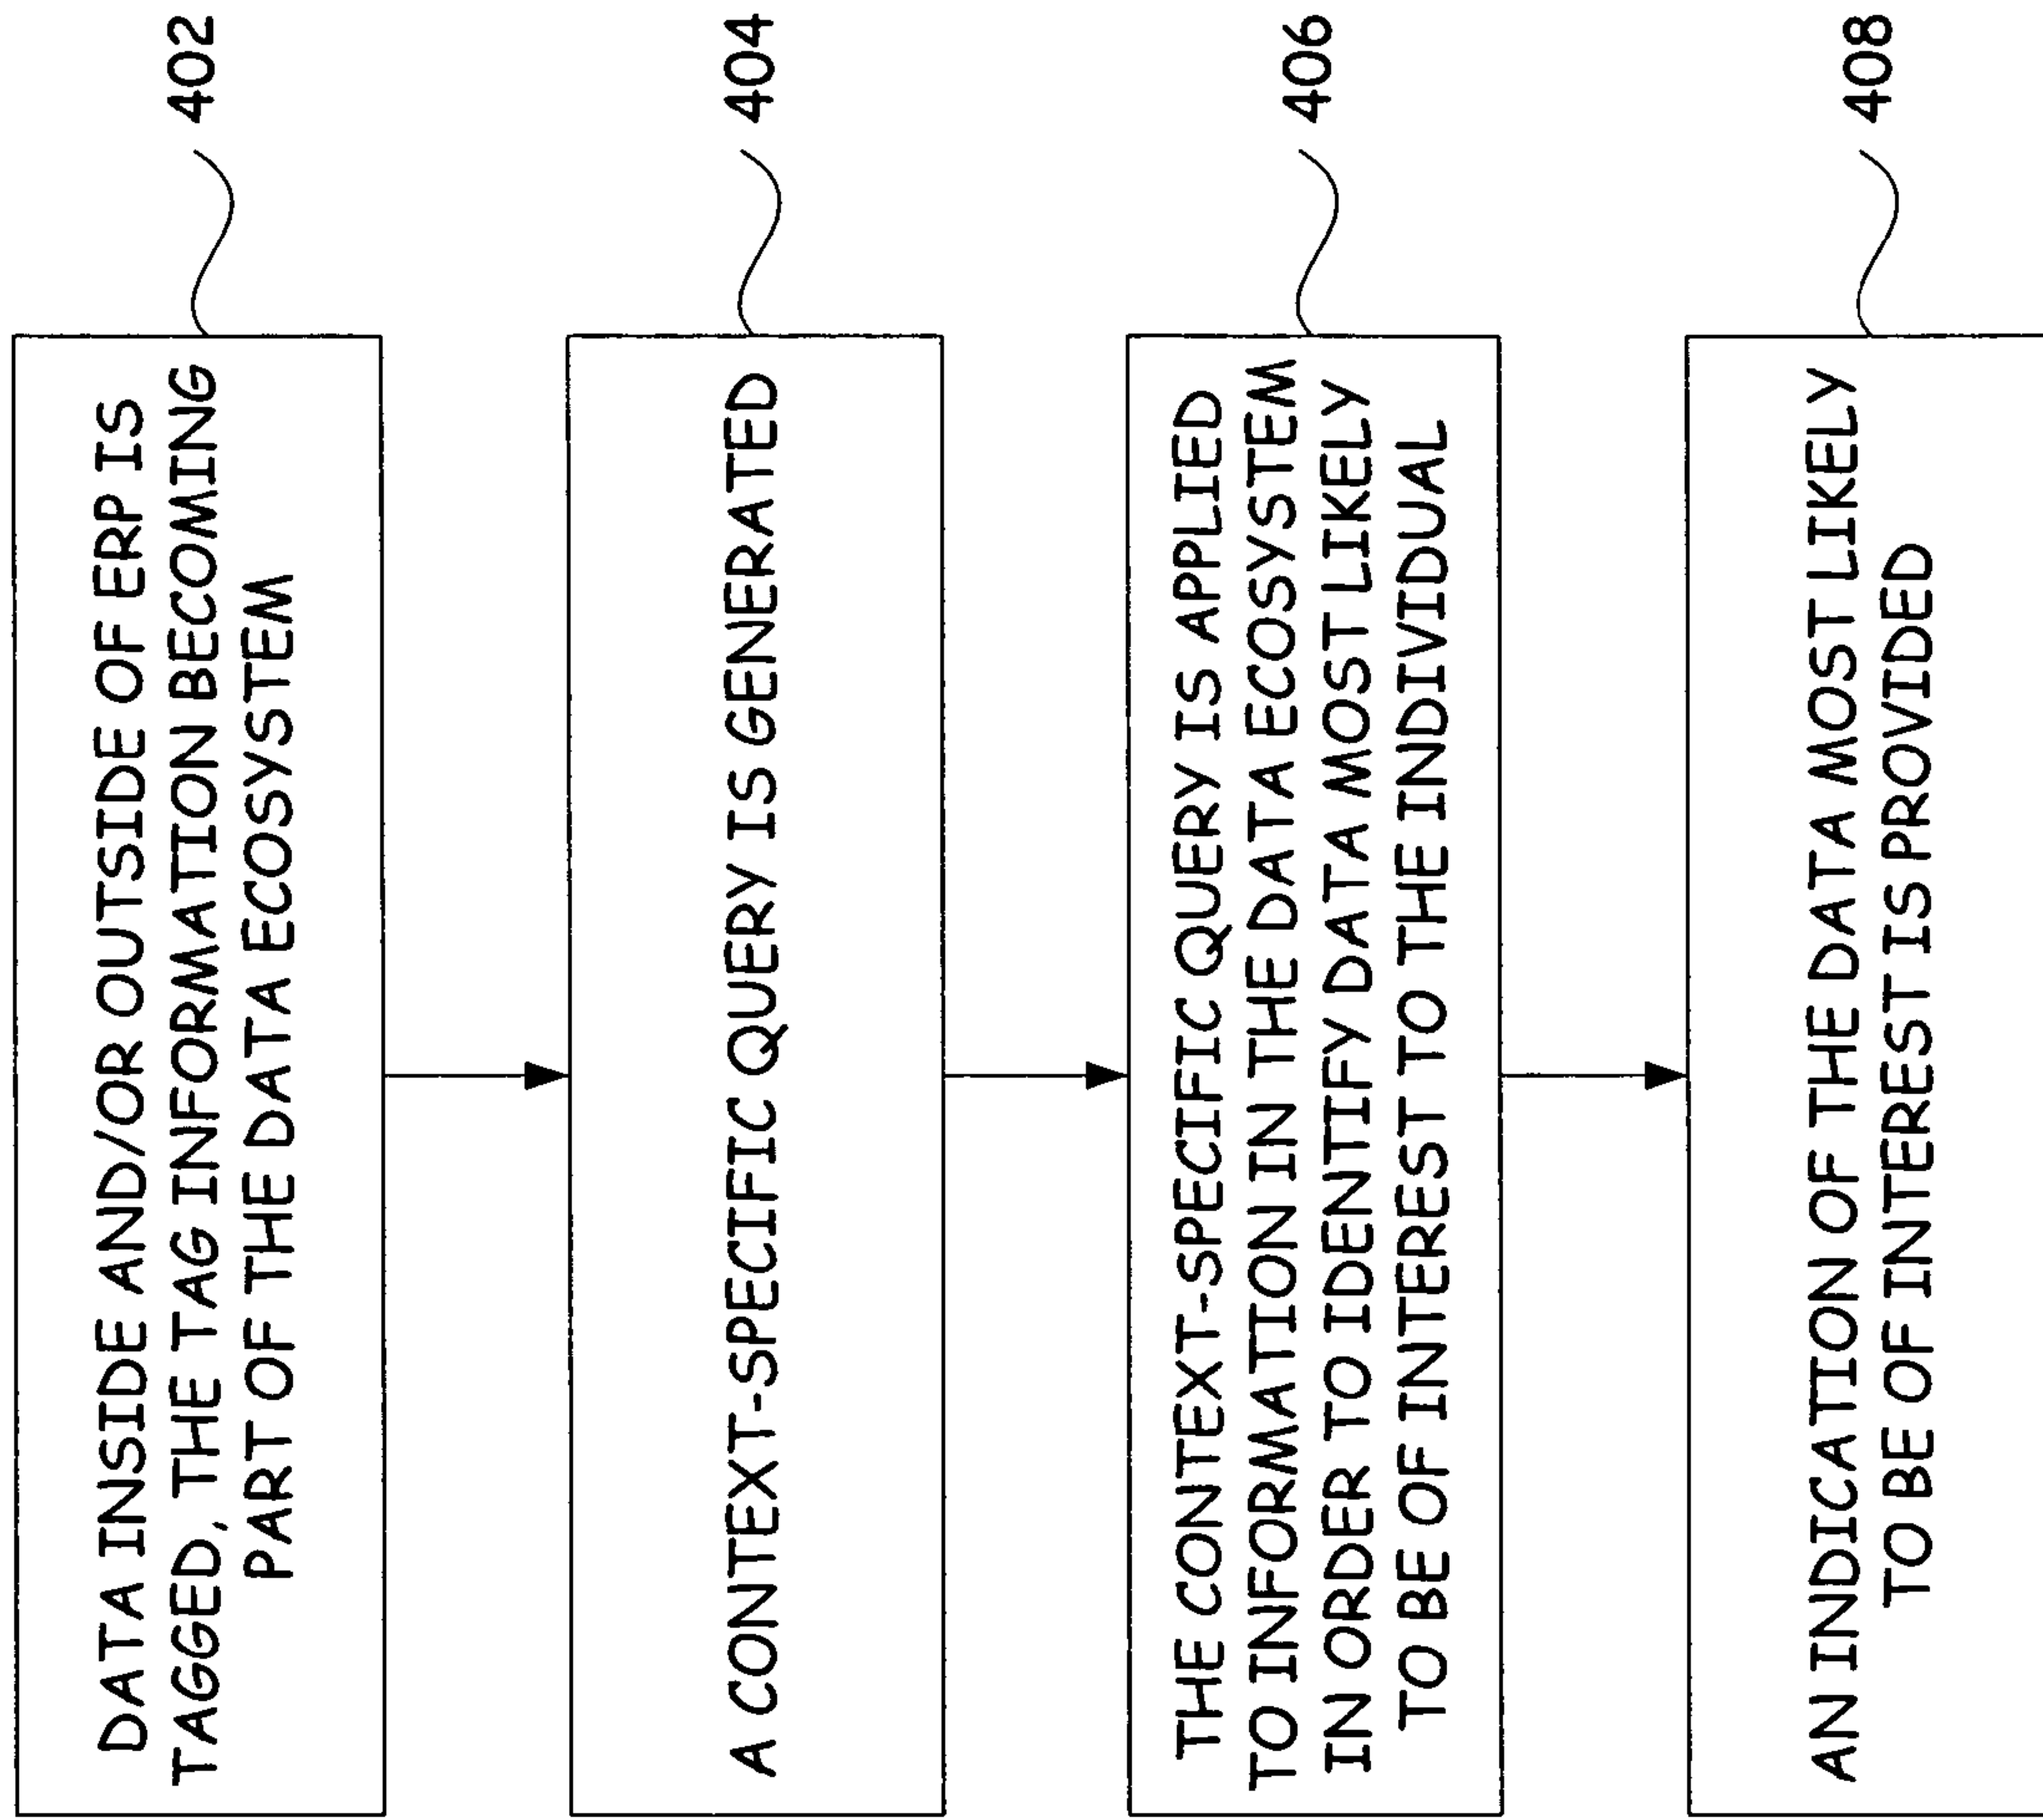 DATA INSIDE AND/OR OUTSIDE OF ERP IS
TAGGED, THE TAG INFORMATION BECOMING
PART OF THE DATA ECOSYSTEM
402
A CONTEXT-SPECIFIC QUERY IS GENERATED
404
THE CONTEXT-SPECIFIC QUERY IS APPLIED
TO INFORMATION IN THE DATA ECOSYSTEM
IN ORDER TO IDENTIFY DATA MOST LIKELY
TO BE OF INTEREST TO THE INDIVIDUAL
406
AN INDICATION OF THE DATA MOST LIKELY
TO BE OF INTEREST IS PROVIDED
408